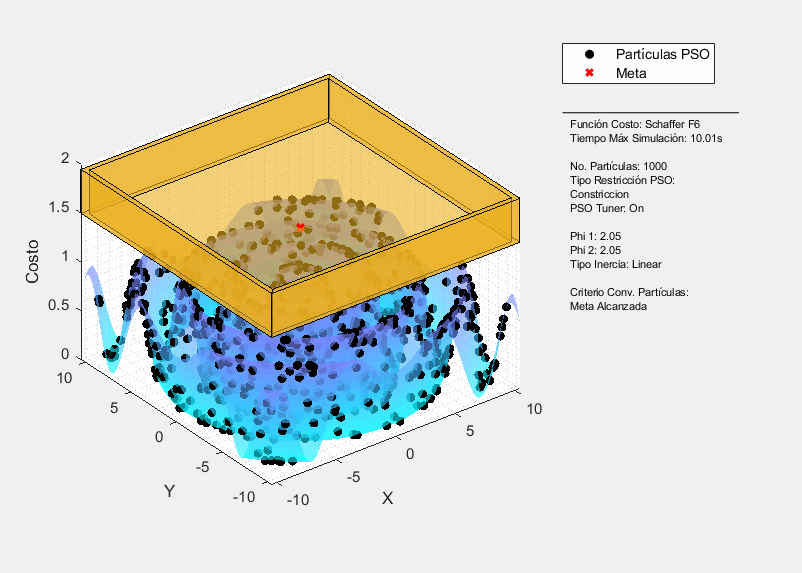 Partículas PSO
Meta
Función Costo: Schaffer F6
Tiempo Máx Simulación: 10.01s
No. Partículas: 1000
Tipo Restricción PSO:
Constriccion
PSO Tuner: On
Phi 1: 2.05
Phi 2: 2.05
Tipo Inercia: Linear
Criterio Conv. Partículas:
Meta Alcanzada
Costo
2
1.5
1
0.5
0
10
5
0
-5
-10
Y
-10
-5
0
5
10
X